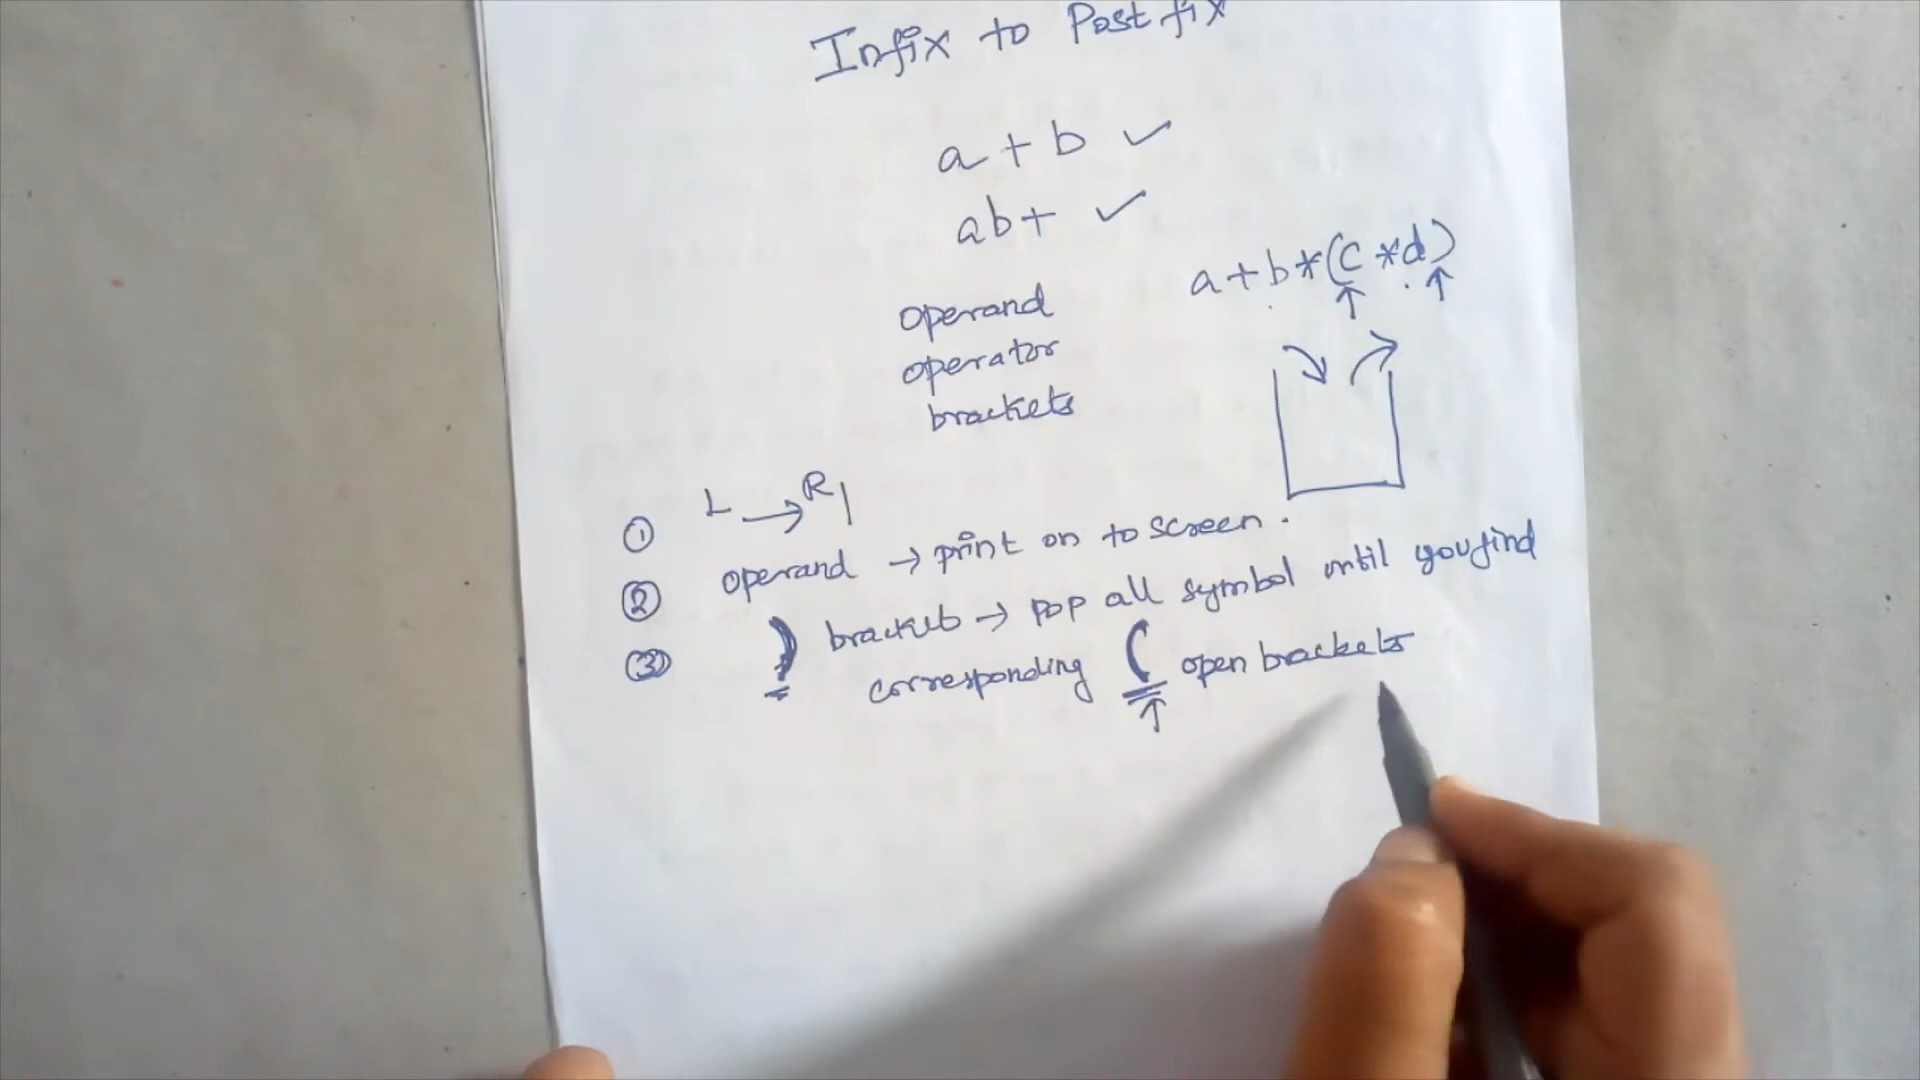 Infix to Postfix
a + b ✓
ab+ ✓
a+b*(c*d)
operand
operator
brackets
① L → R
② operand → print on to screen.
③ ) brackets → pop all symbol until you find
corresponding ( open brackets